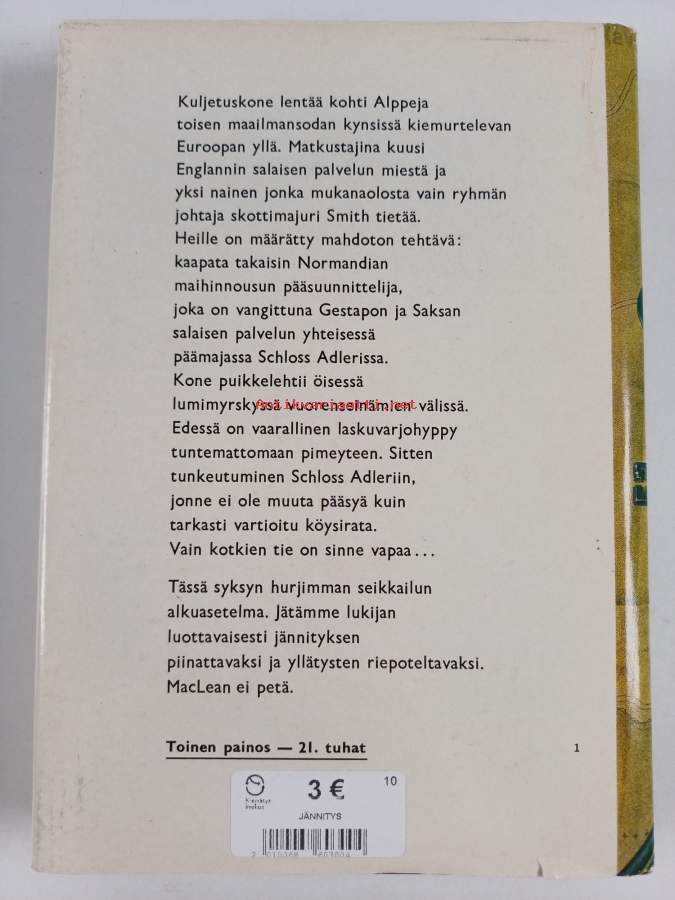 Kuljetuskone lentää kohti Alppeja
toisen maailmansodan kynsissä kiemurtelevan
Euroopan yllä. Matkustajina kuusi
Englannin salaisen palvelun miestä ja
yksi nainen jonka mukanaolosta vain ryhmän
johtaja skottimajuri Smith tietää.
Heille on määrätty mahdoton tehtävä:
kaapata takaisin Normandian
maihinnousun pääsuunnittelija,
joka on vangittuna Gestapon ja Saksan
salaisen palvelun yhteisessä
päämajassa Schloss Adlerissa.
Kone puikkelehtii öisessä
lumimyrskyssä vuorenseinämien välissä.
Antikvariaatti.net
Edessä on vaarallinen laskuvarjohyppy
tuntemattomaan pimeyteen. Sitten
tunkeutuminen Schloss Adleriin,
jonne ei ole muuta pääsyä kuin
tarkasti vartioitu köysirata.
Vain kotkien tie on sinne vapaa...
Tässä syksyn hurjimman seikkailun
alkuasetelma. Jätämme lukijan
luottavaisesti jännityksen
piinattavaksi ja yllätysten riepoteltavaksi.
MacLean ei petä.
Toinen painos — 21. tuhat 1
3 € 10
JÄNNITYS